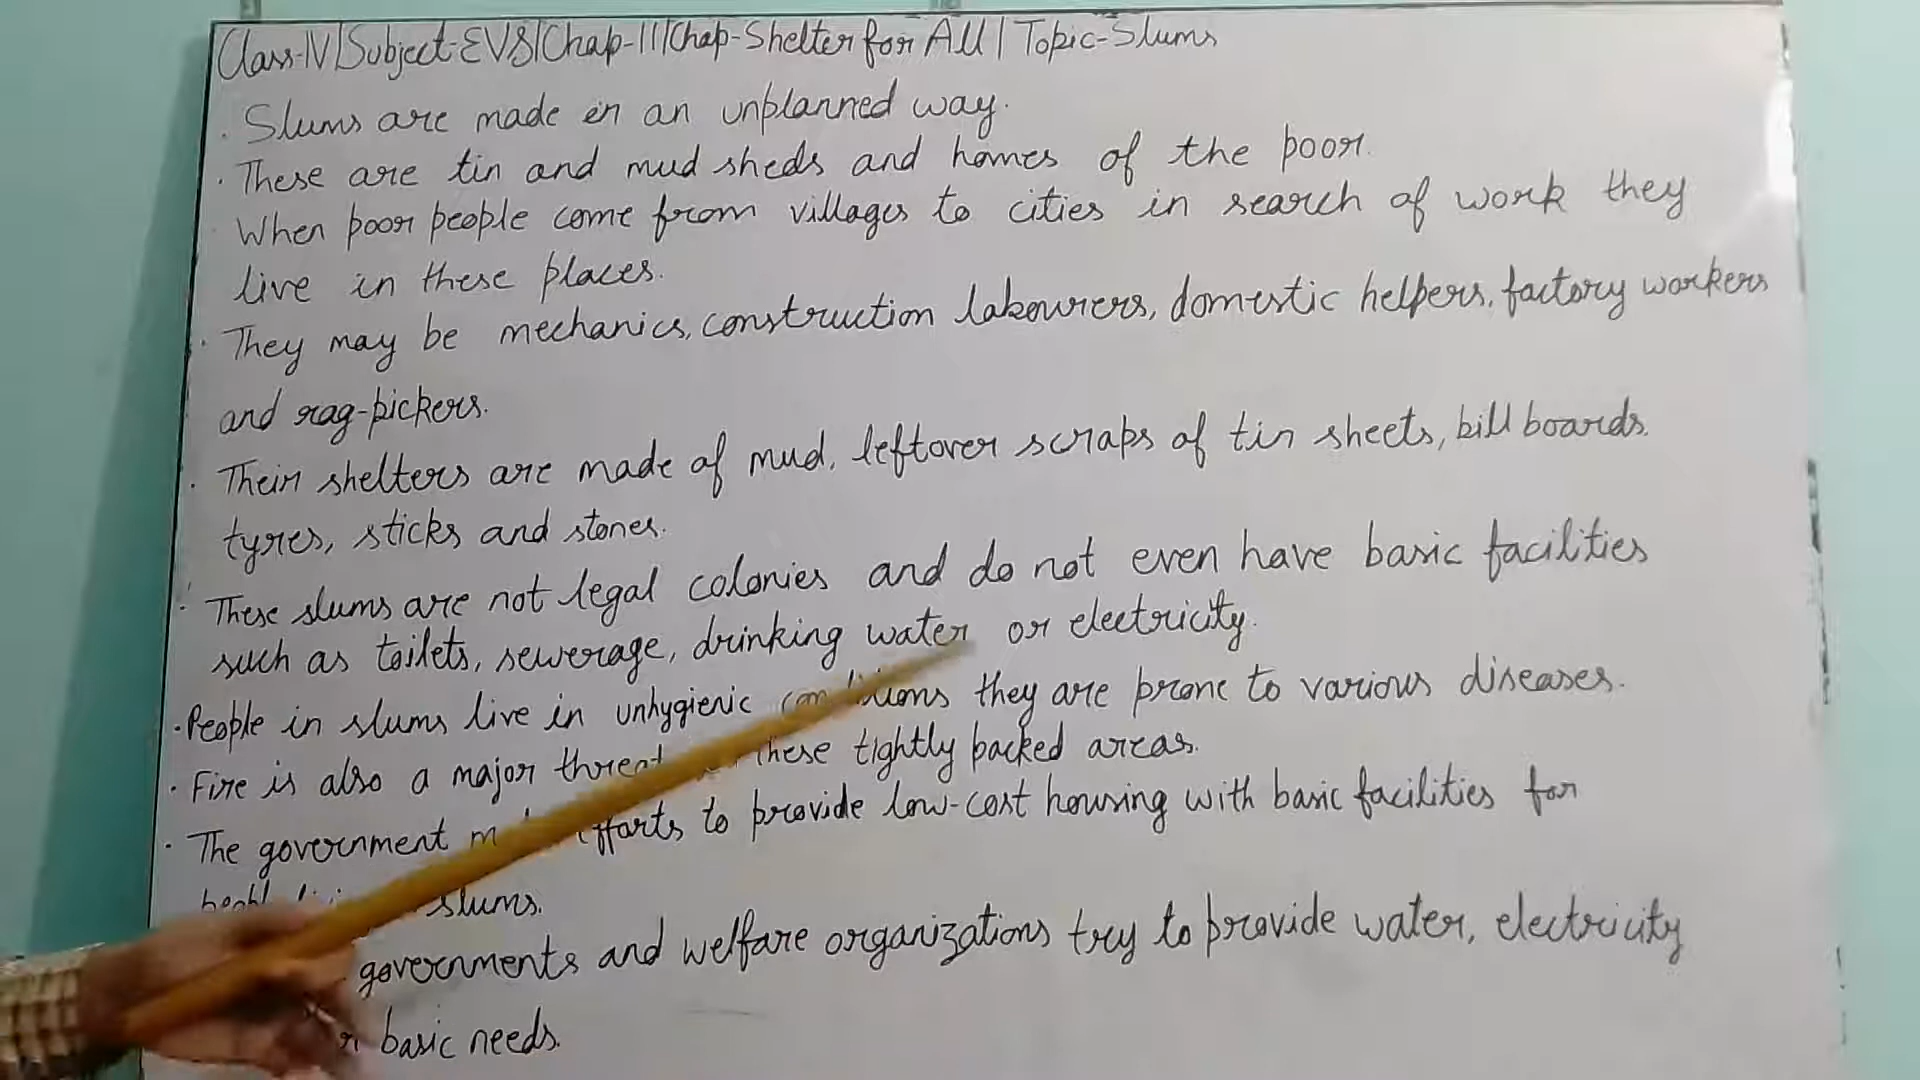 Class-IV|Subject-EVS|Chap-11|Chap-Shelter for All| Topic-Slums
. Slums are made in an unplanned way.
. These are tin and mud sheds and homes of the poor.
. When poor people come from villages to cities in search of work they
live in these places.
. They may be mechanics, construction labourers, domestic helpers, factory workers
and rag-pickers.
. Their shelters are made of mud, leftover scraps of tin sheets, bill boards,
tyres, sticks and stones.
. These slums are not legal colonies and do not even have basic facilities
such as toilets, sewerage, drinking water or electricity.
. People in slums live in unhygienic conditions they are prone to various diseases.
. Fire is also a major threat these tightly packed areas.
. The government efforts to provide low-cost housing with basic facilities for
slums.
governments and welfare organizations try to provide water, electricity
basic needs.